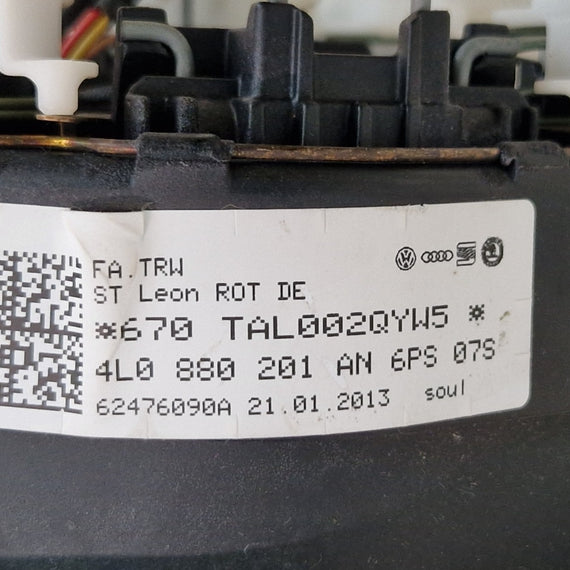 FA.TRW
ST Leon ROT DE
*670 TAL002QYW5 *
4L0 880 201 AN 6PS 07S
62476090A 21.01.2013 soul